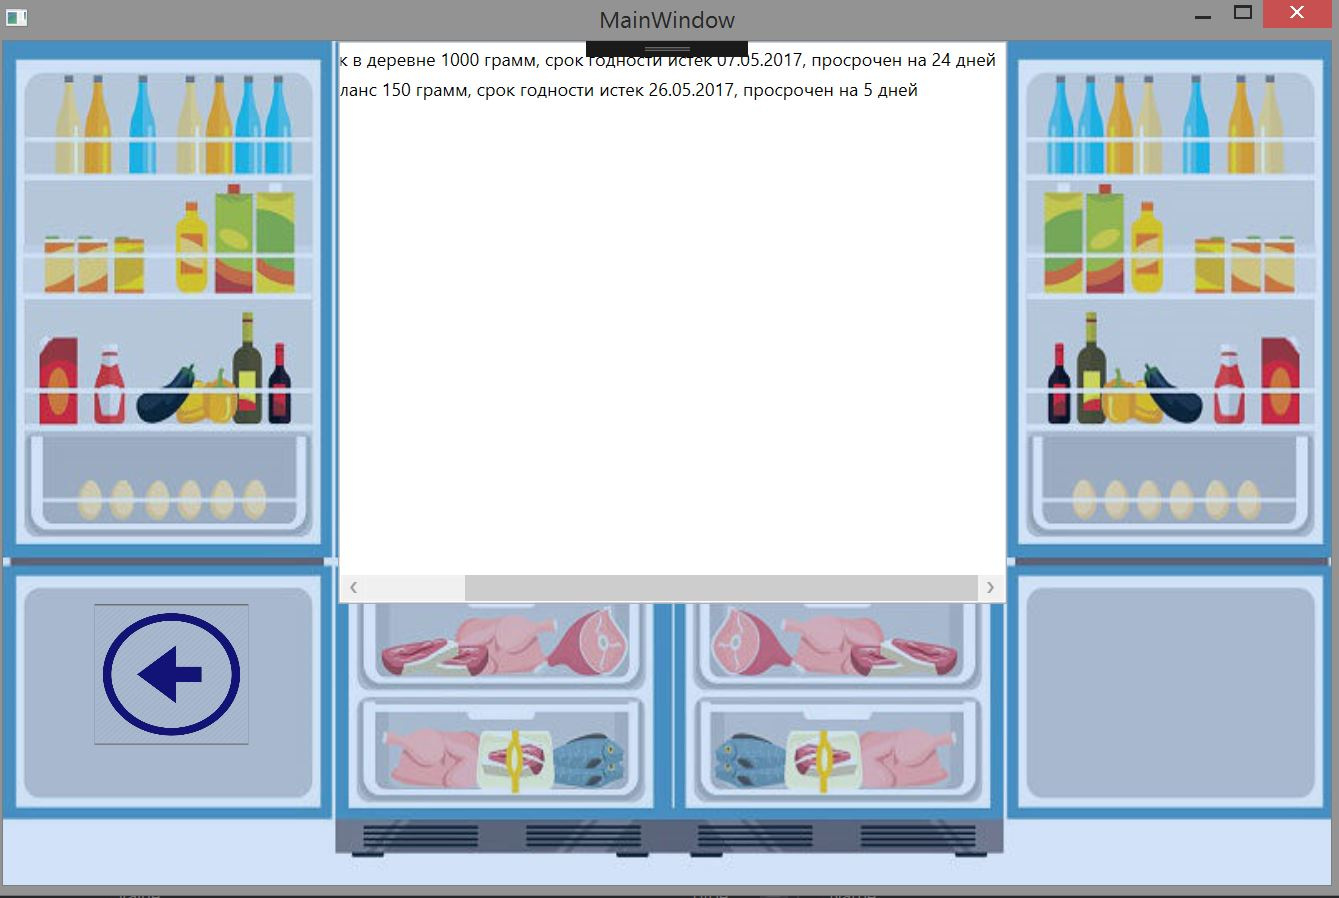 MainWindow
к в деревне 1000 грамм, срок годности истек 07.05.2017, просрочен на 24 дней
ланс 150 грамм, срок годности истек 26.05.2017, просрочен на 5 дней